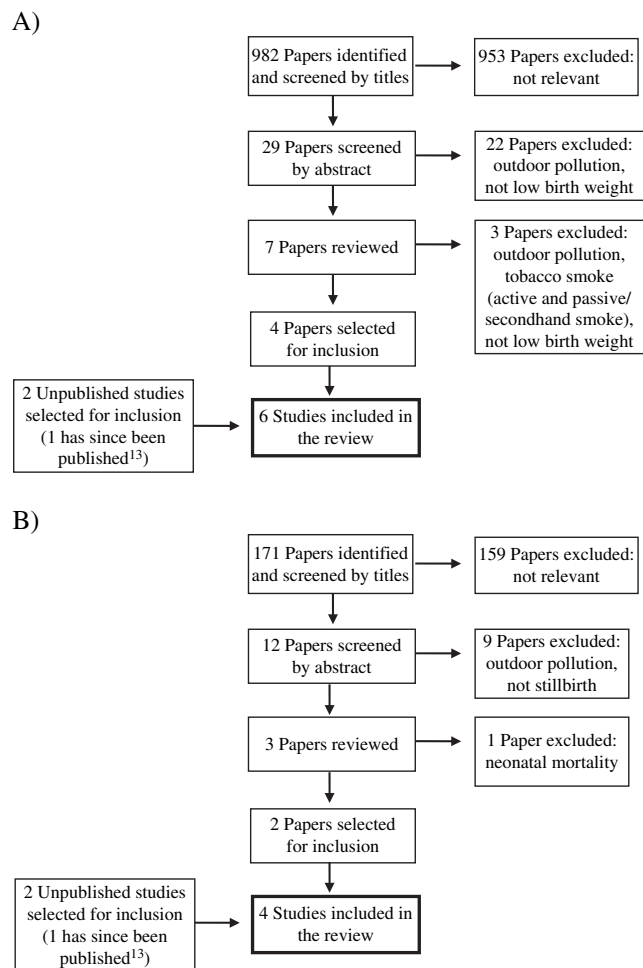 A)
982 Papers identified
and screened by titles
953 Papers excluded:
not relevant
29 Papers screened
by abstract
22 Papers excluded:
outdoor pollution,
not low birth weight
7 Papers reviewed
3 Papers excluded:
outdoor pollution,
tobacco smoke
(active and passive/
secondhand smoke),
not low birth weight
4 Papers selected
for inclusion
2 Unpublished studies
selected for inclusion
(1 has since been
published13)
6 Studies included in
the review
B)
171 Papers identified
and screened by titles
159 Papers excluded:
not relevant
12 Papers screened
by abstract
9 Papers excluded:
outdoor pollution,
not stillbirth
3 Papers reviewed
1 Paper excluded:
neonatal mortality
2 Papers selected
for inclusion
2 Unpublished studies
selected for inclusion
(1 has since been
published13)
4 Studies included in
the review